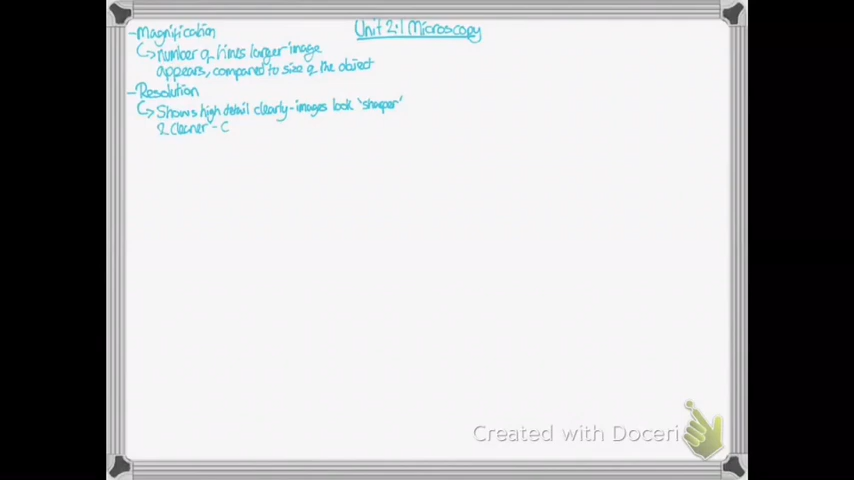 Unit 2.1 Microscopy
-Magnification
↳ number of times larger image
appears, compared to size of the object
-Resolution
↳ Shows high detail clearly-images look 'sharper'
& cleaner - C
Created with Doceri